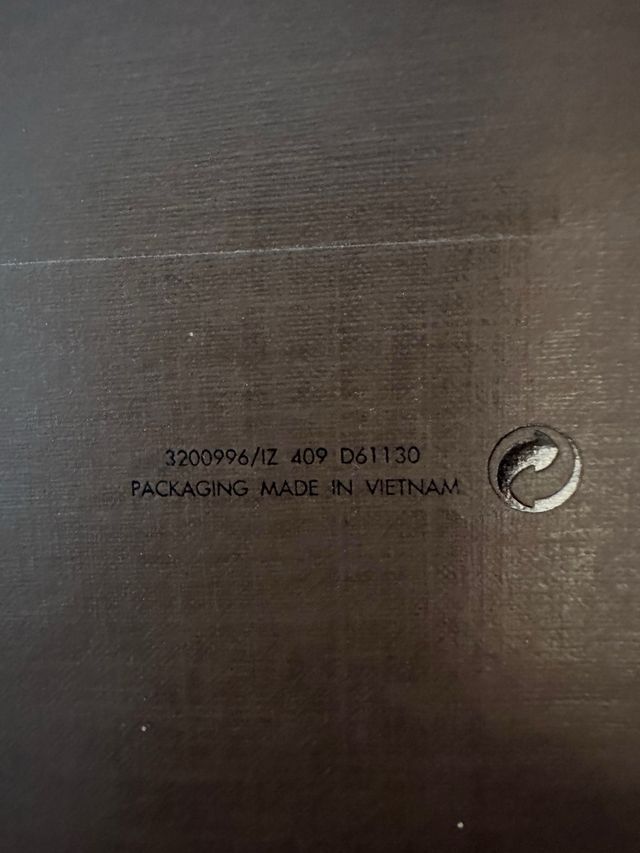 3200996/IZ 409 D61130
PACKAGING MADE IN VIETNAM